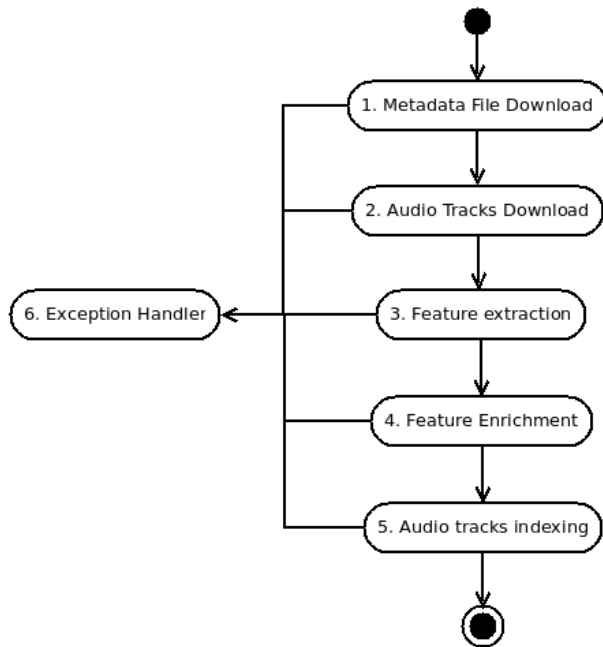 1. Metadata File Download
2. Audio Tracks Download
6. Exception Handler
3. Feature extraction
4. Feature Enrichment
5. Audio tracks indexing